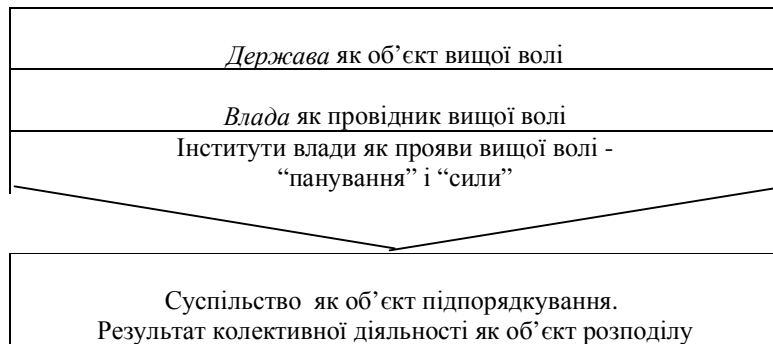 Держава як об’єкт вищої волі
Влада як провідник вищої волі
Інститути влади як прояви вищої волі -
“панування” і “сили”
Суспільство як об’єкт підпорядкування.
Результат колективної діяльності як об’єкт розподілу